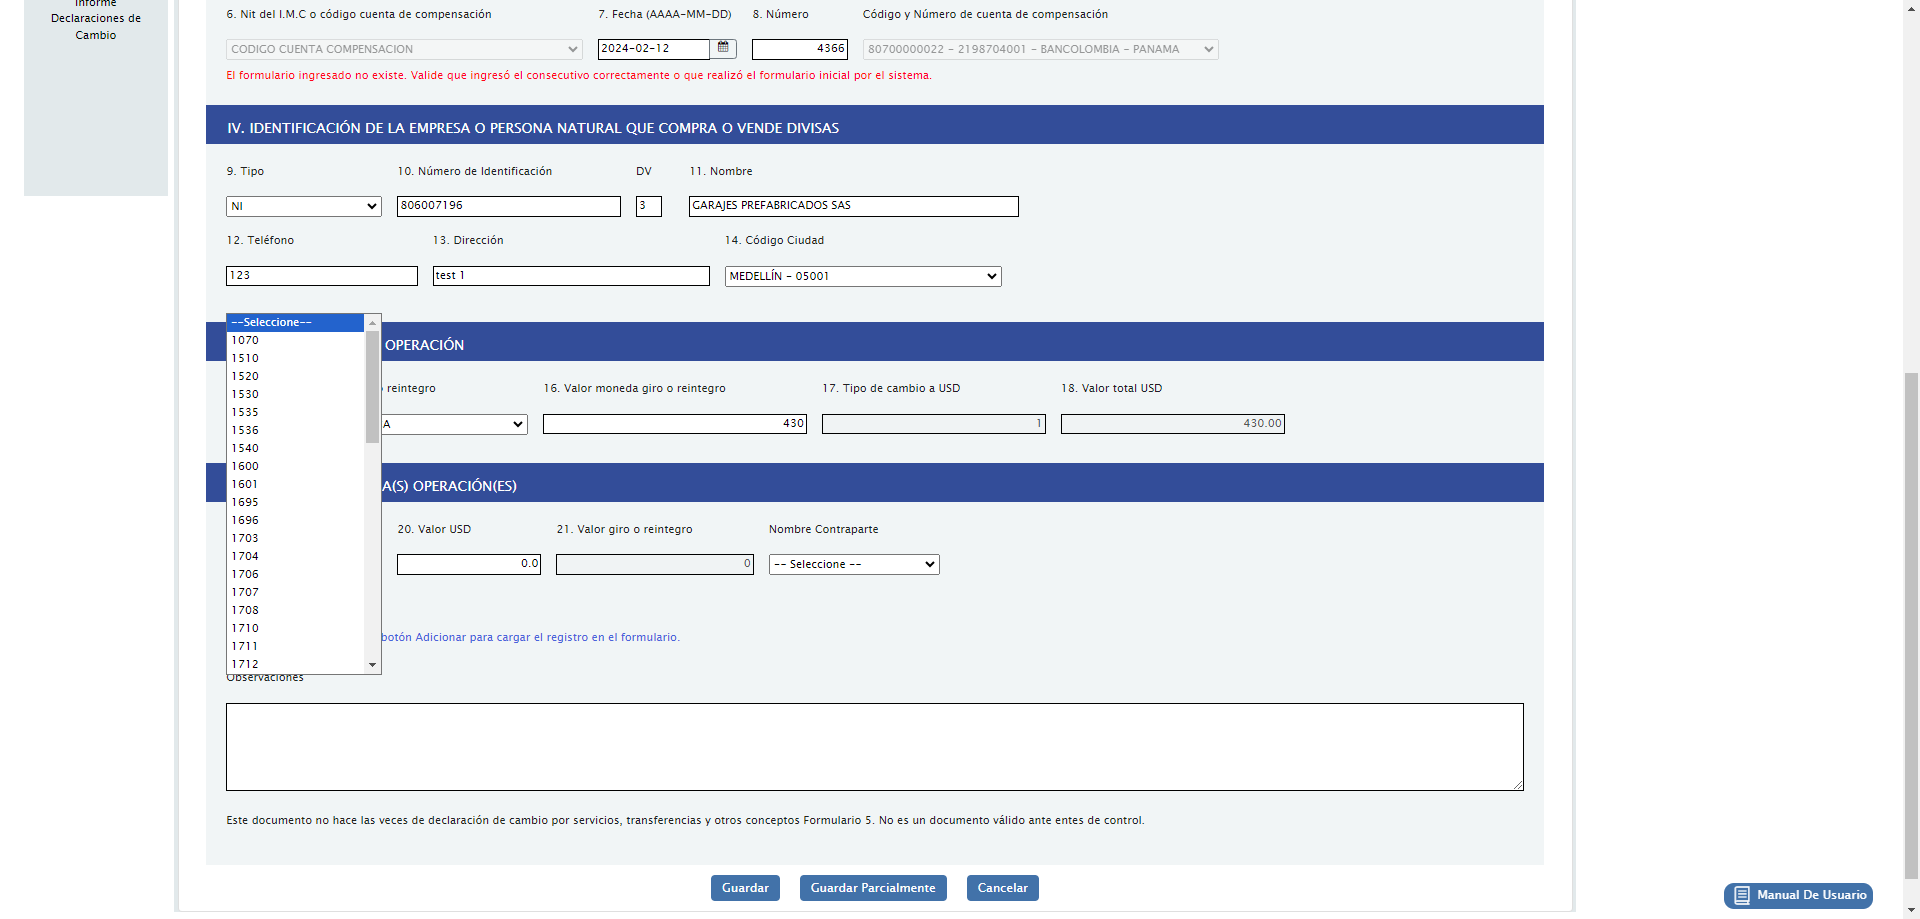 Informe
Declaraciones de
Cambio
6. Nit del I.M.C o código cuenta de compensación
7. Fecha (AAAA-MM-DD)
8. Número
Código y Número de cuenta de compensación
CODIGO CUENTA COMPENSACION
2024-02-12
4366
80700000022 - 2198704001 - BANCOLOMBIA - PANAMA
El formulario ingresado no existe. Valide que ingresó el consecutivo correctamente o que realizó el formulario inicial por el sistema.
IV. IDENTIFICACIÓN DE LA EMPRESA O PERSONA NATURAL QUE COMPRA O VENDE DIVISAS
9. Tipo
10. Número de Identificación
DV
11. Nombre
NI
806007196
3
GARAJES PREFABRICADOS SAS
12. Teléfono
13. Dirección
14. Código Ciudad
123
test 1
MEDELLÍN - 05001
--Seleccione--
1070
1510
1520
1530
1535
1536
1540
1600
1601
1695
1696
1703
1704
1706
1707
1708
1710
1711
1712
OPERACIÓN
reintegro
16. Valor moneda giro o reintegro
17. Tipo de cambio a USD
18. Valor total USD
A
430
1
430.00
A(S) OPERACIÓN(ES)
20. Valor USD
21. Valor giro o reintegro
Nombre Contraparte
0.0
0
-- Seleccione --
botón Adicionar para cargar el registro en el formulario.
Observaciones
Este documento no hace las veces de declaración de cambio por servicios, transferencias y otros conceptos Formulario 5. No es un documento válido ante entes de control.
Guardar
Guardar Parcialmente
Cancelar
Manual De Usuario